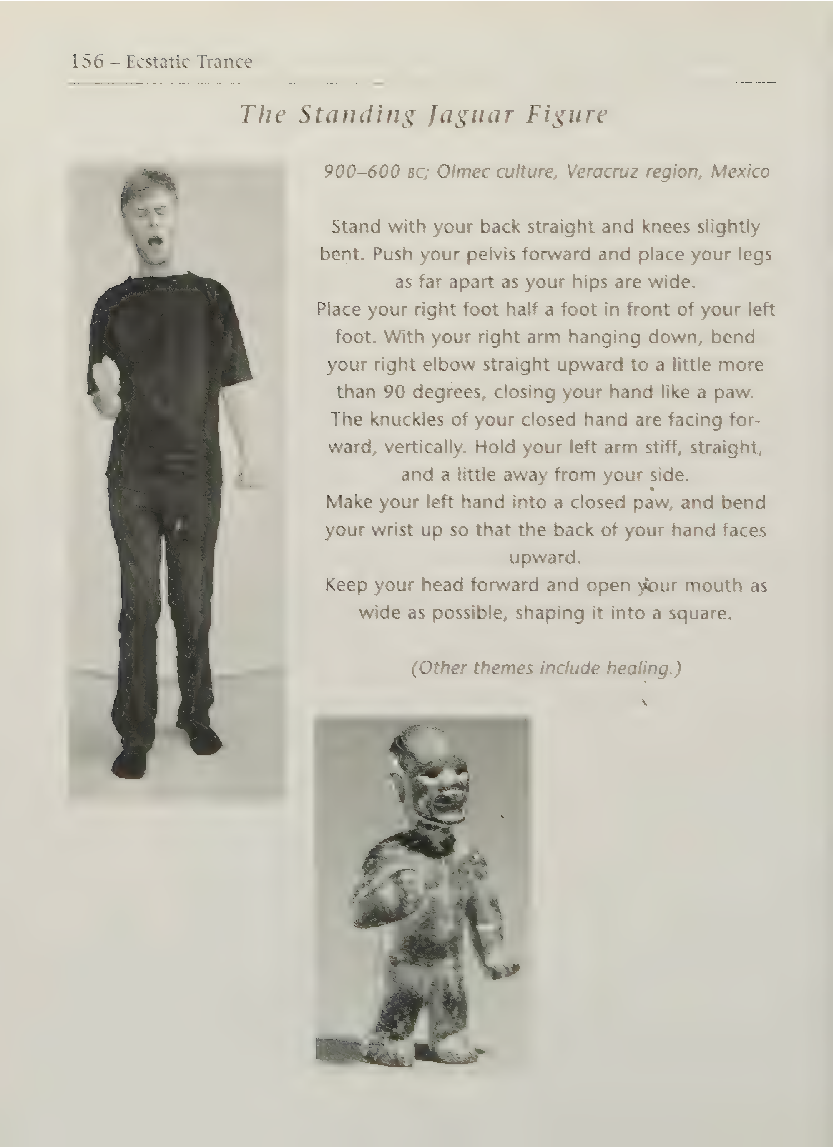 156 – Ecstatic Trance
The Standing Jaguar Figure
900–600 BC; Olmec culture, Veracruz region, Mexico
Stand with your back straight and knees slightly
bent. Push your pelvis forward and place your legs
as far apart as your hips are wide.
Place your right foot half a foot in front of your left
foot. With your right arm hanging down, bend
your right elbow straight upward to a little more
than 90 degrees, closing your hand like a paw.
The knuckles of your closed hand are facing for-
ward, vertically. Hold your left arm stiff, straight,
and a little away from your side.
Make your left hand into a closed paw, and bend
your wrist up so that the back of your hand faces
upward.
Keep your head forward and open your mouth as
wide as possible, shaping it into a square.
(Other themes include healing.)